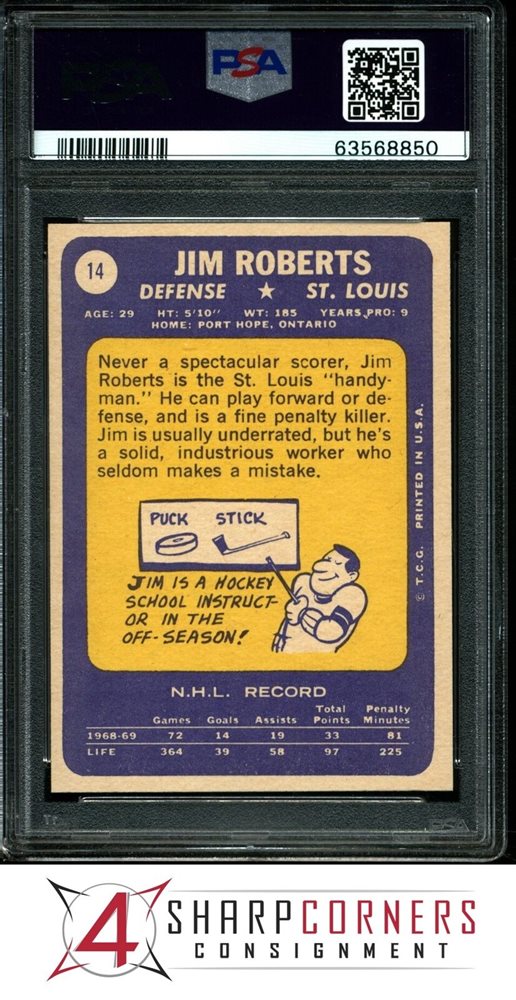 PSA
63568850
14
JIM ROBERTS
DEFENSE ★ ST. LOUIS
AGE: 29 HT: 5'10" WT: 185 YEARS PRO: 9
HOME: PORT HOPE, ONTARIO
Never a spectacular scorer, Jim
Roberts is the St. Louis "handy-
man." He can play forward or de-
fense, and is a fine penalty killer.
Jim is usually underrated, but he's
a solid, industrious worker who
seldom makes a mistake.
PUCK STICK
JIM IS A HOCKEY
SCHOOL INSTRUCT-
OR IN THE
OFF-SEASON!
© T.C.G. PRINTED IN U.S.A.
N.H.L. RECORD
Total Penalty
Games Goals Assists Points Minutes
1968-69 72 14 19 33 81
LIFE 364 39 58 97 225
PSA
4
SHARPCORNERS
CONSIGNMENT